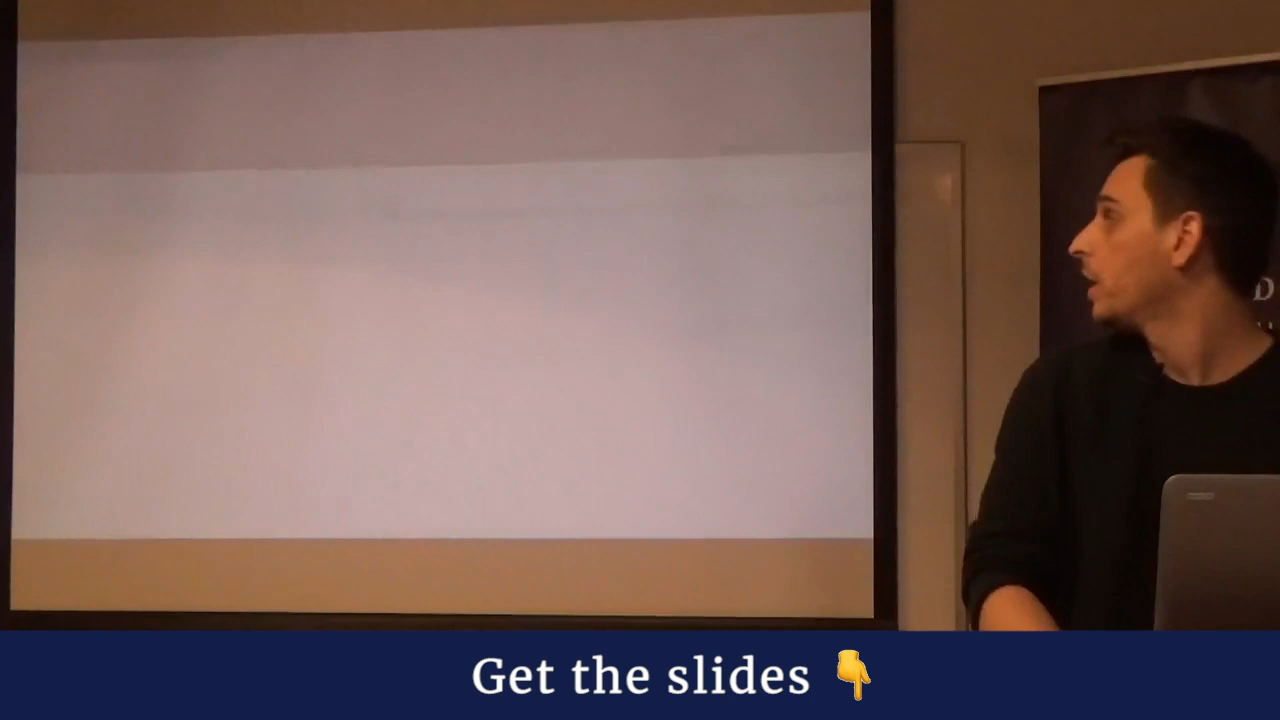 Get the slides 👇
D